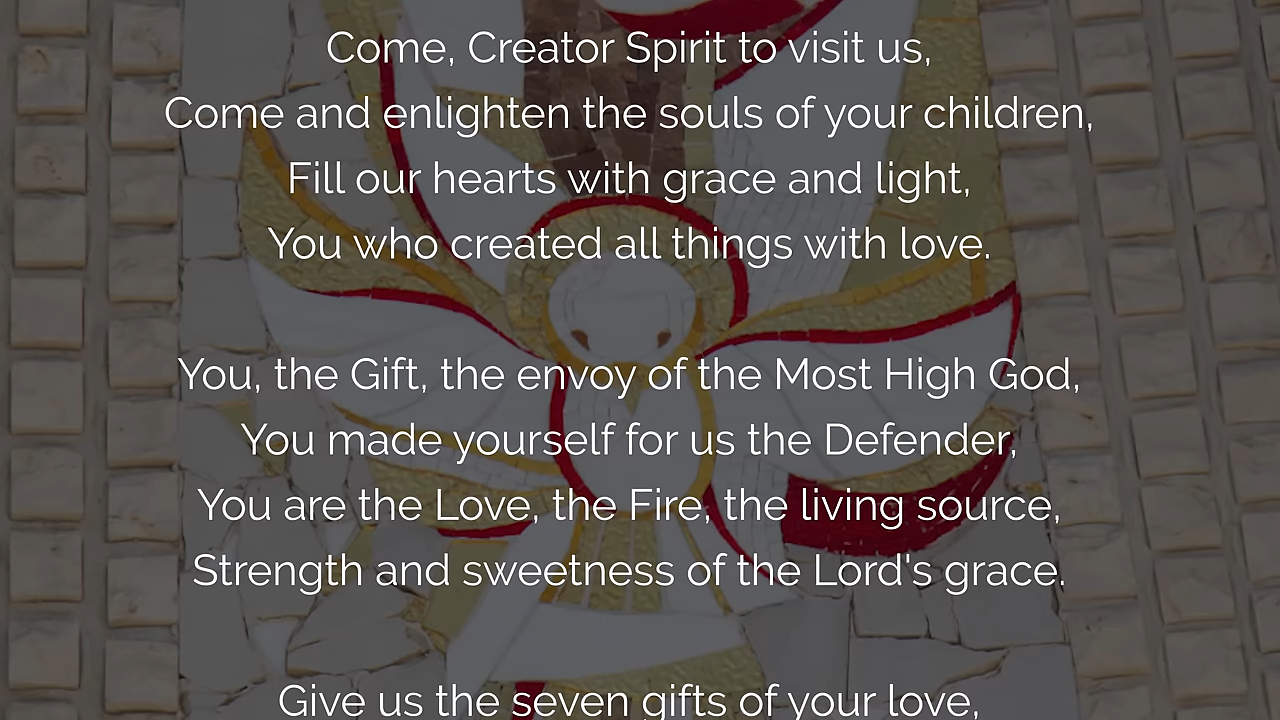 Come, Creator Spirit to visit us,
Come and enlighten the souls of your children,
Fill our hearts with grace and light,
You who created all things with love.
You, the Gift, the envoy of the Most High God,
You made yourself for us the Defender,
You are the Love, the Fire, the living source,
Strength and sweetness of the Lord's grace.
Give us the seven gifts of your love,